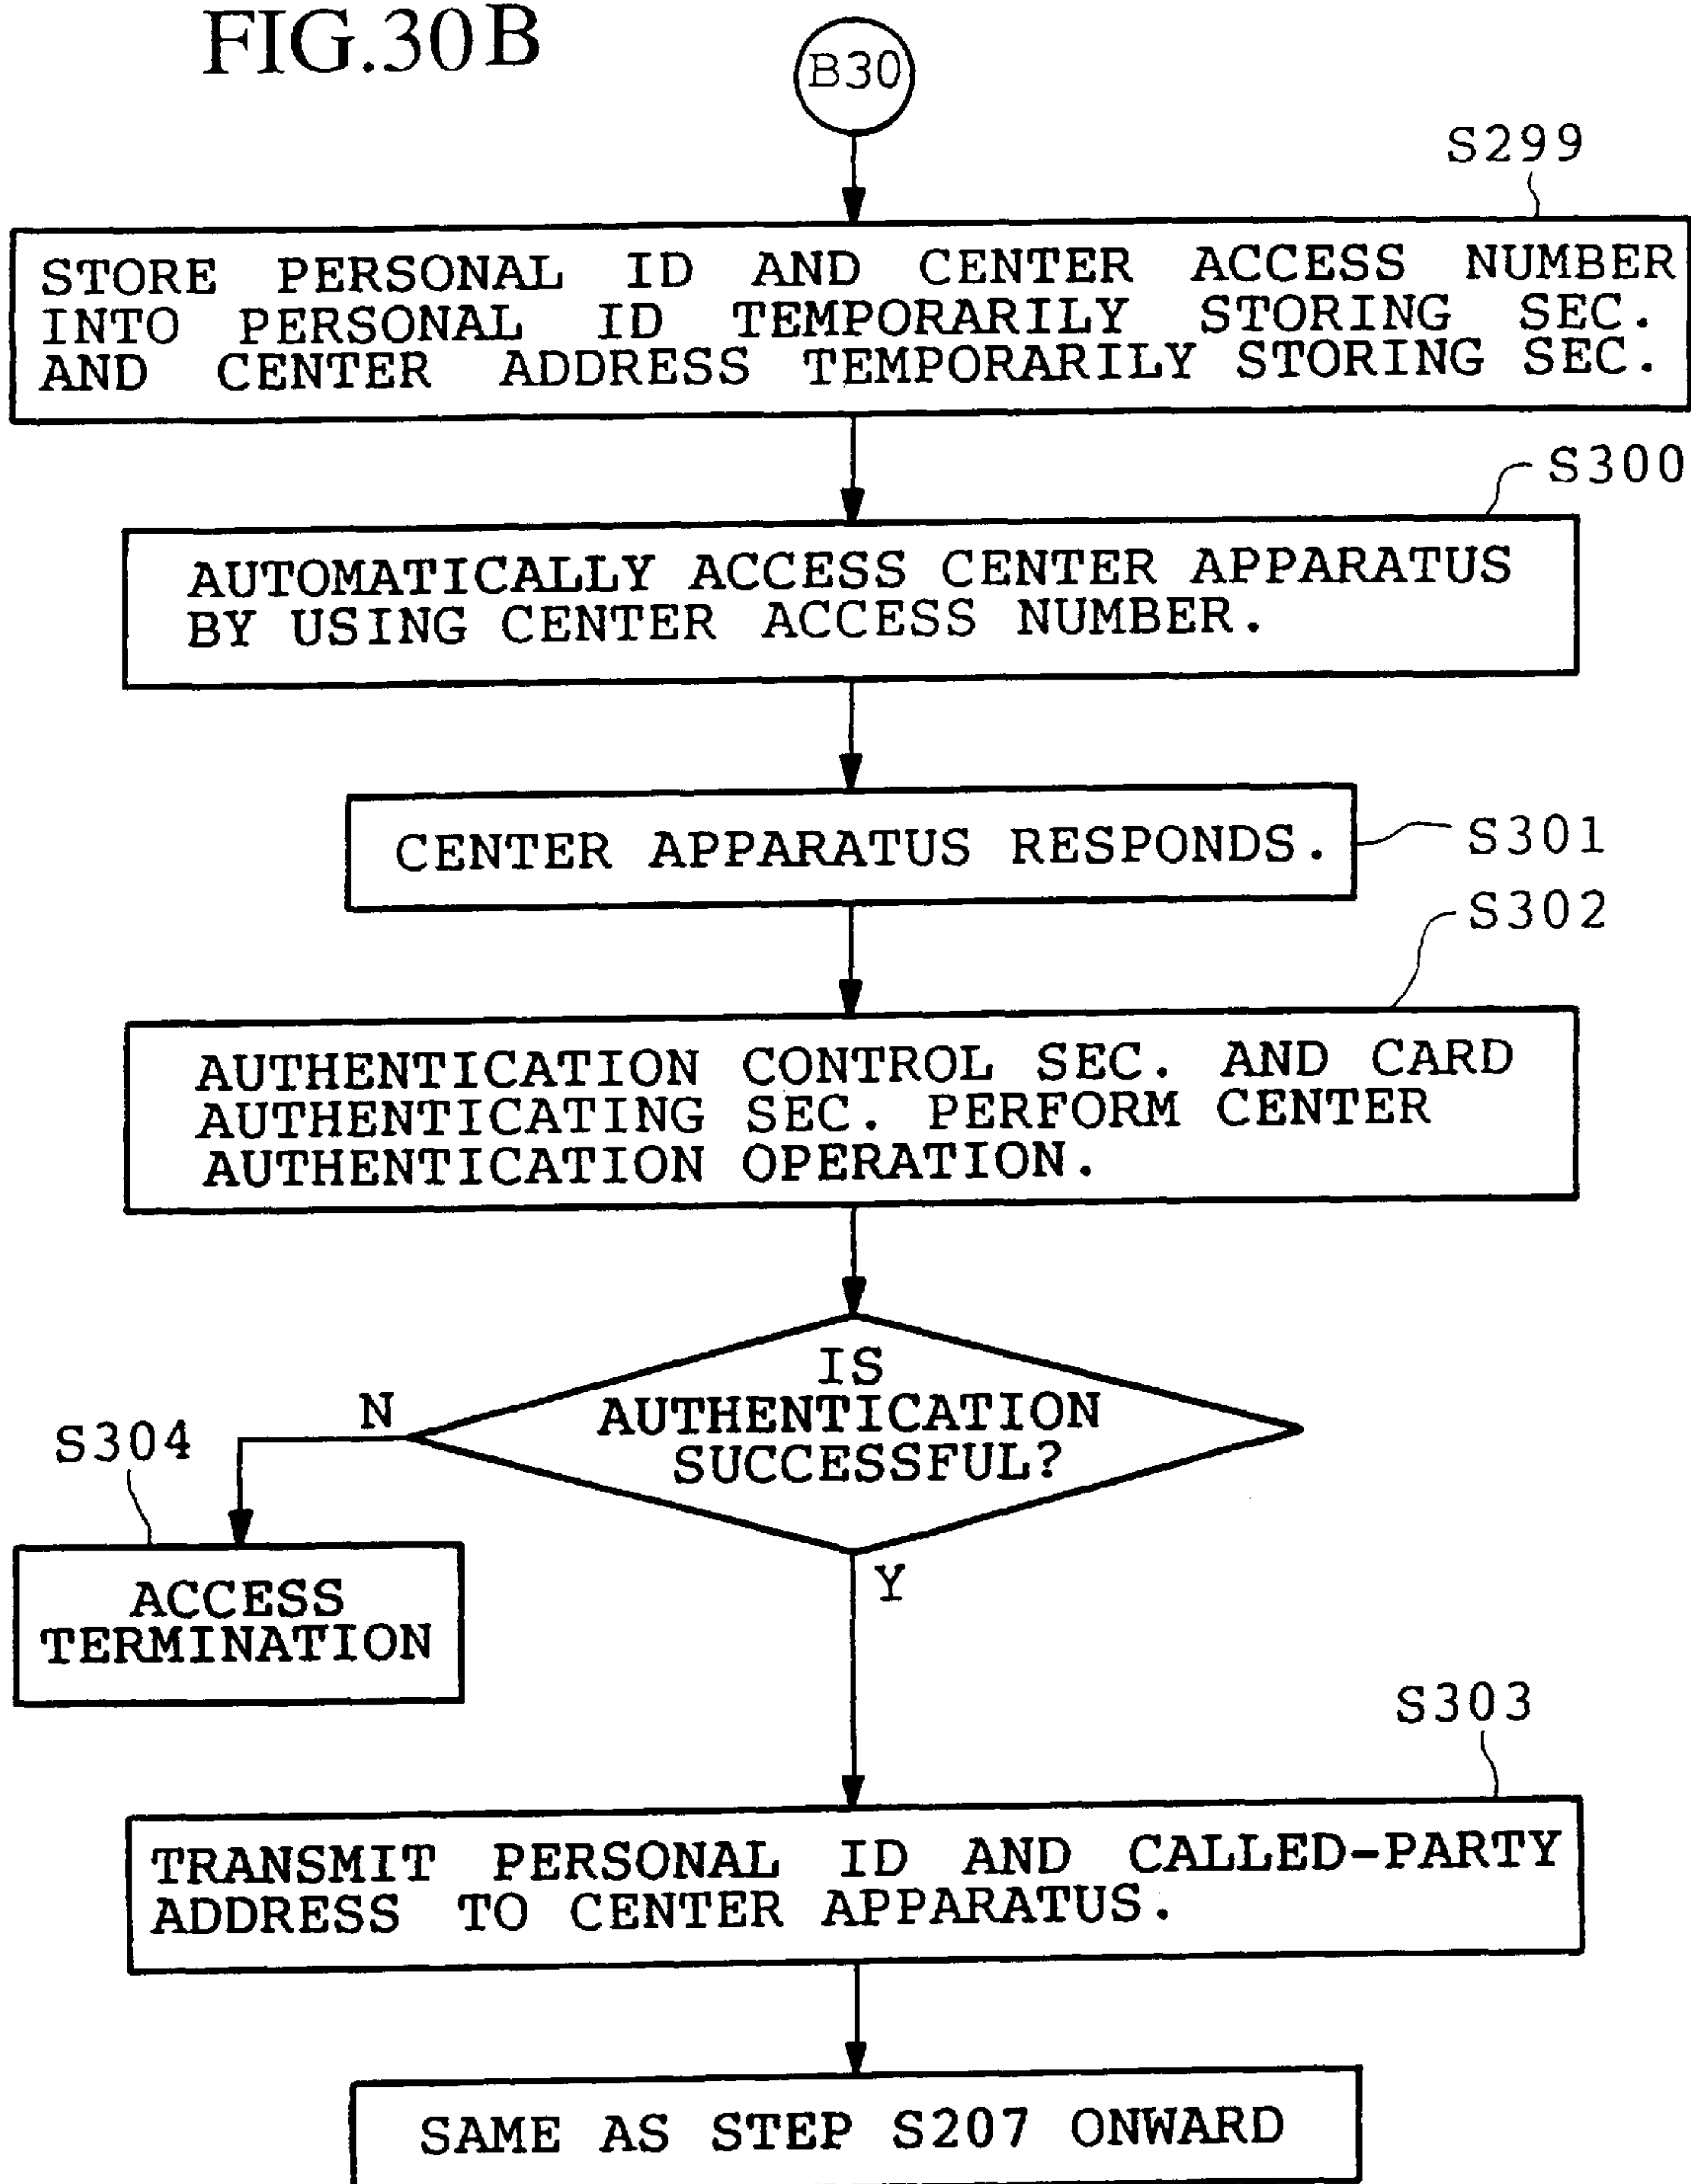 FIG.30B
B30
S299
STORE PERSONAL ID AND CENTER ACCESS NUMBER
INTO PERSONAL ID TEMPORARILY STORING SEC.
AND CENTER ADDRESS TEMPORARILY STORING SEC.
S300
AUTOMATICALLY ACCESS CENTER APPARATUS
BY USING CENTER ACCESS NUMBER.
CENTER APPARATUS RESPONDS.
S301
S302
AUTHENTICATION CONTROL SEC. AND CARD
AUTHENTICATING SEC. PERFORM CENTER
AUTHENTICATION OPERATION.
IS
AUTHENTICATION
SUCCESSFUL?
N
S304
ACCESS
TERMINATION
Y
S303
TRANSMIT PERSONAL ID AND CALLED-PARTY
ADDRESS TO CENTER APPARATUS.
SAME AS STEP S207 ONWARD